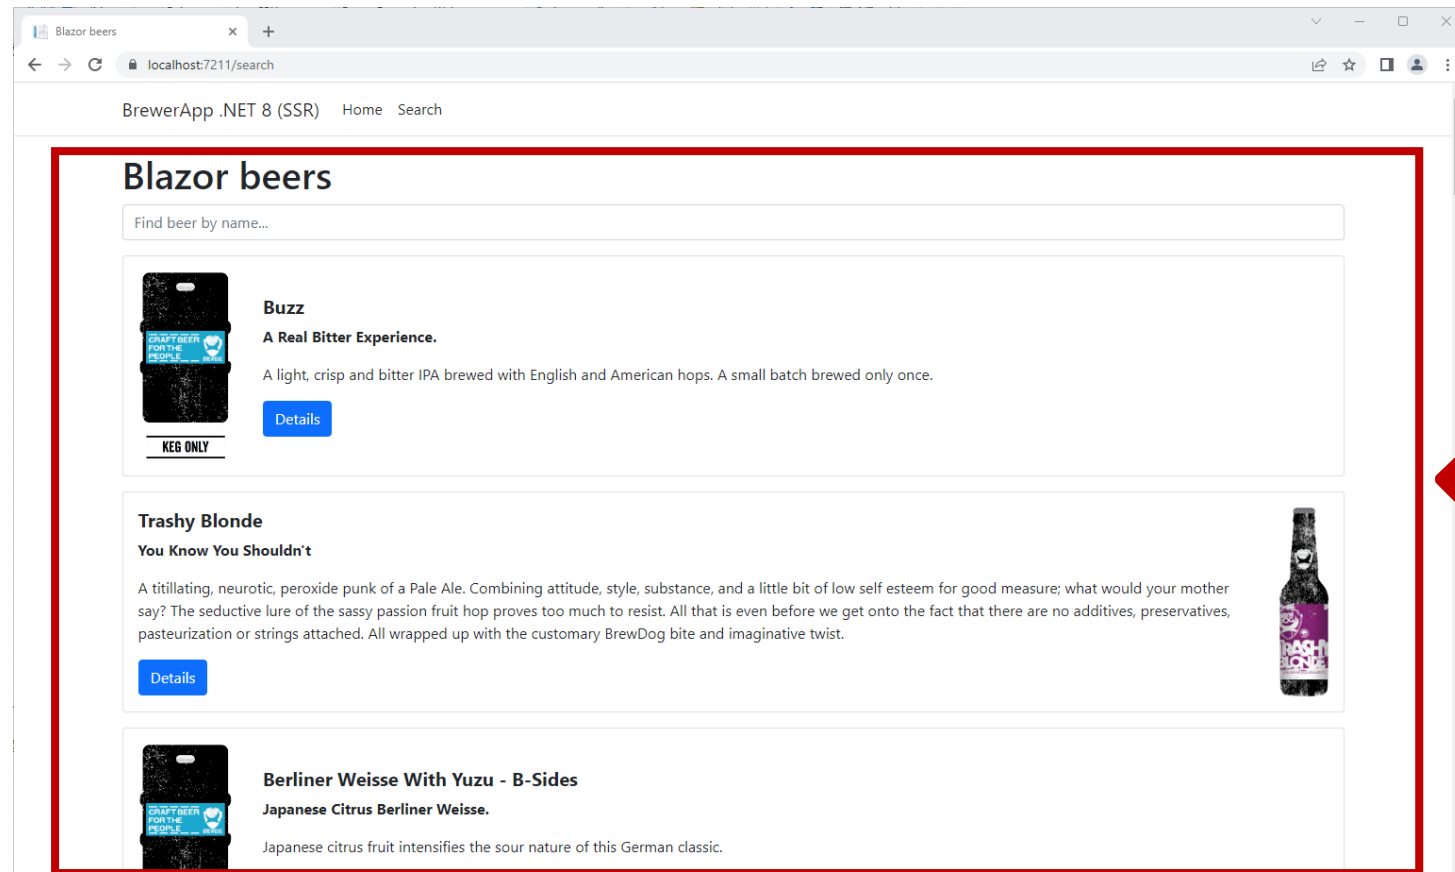 Blazor beers
localhost:7211/search
BrewerApp .NET 8 (SSR) Home Search
Blazor beers
Find beer by name...
CRAFT BEER
FOR THE
PEOPLE
KEG ONLY
Buzz
A Real Bitter Experience.
A light, crisp and bitter IPA brewed with English and American hops. A small batch brewed only once.
Details
Trashy Blonde
You Know You Shouldn't
A titillating, neurotic, peroxide punk of a Pale Ale. Combining attitude, style, substance, and a little bit of low self esteem for good measure; what would your mother
say? The seductive lure of the sassy passion fruit hop proves too much to resist. All that is even before we get onto the fact that there are no additives, preservatives,
pasteurization or strings attached. All wrapped up with the customary BrewDog bite and imaginative twist.
Details
CRAFT BEER
FOR THE
PEOPLE
Berliner Weisse With Yuzu - B-Sides
Japanese Citrus Berliner Weisse.
Japanese citrus fruit intensifies the sour nature of this German classic.